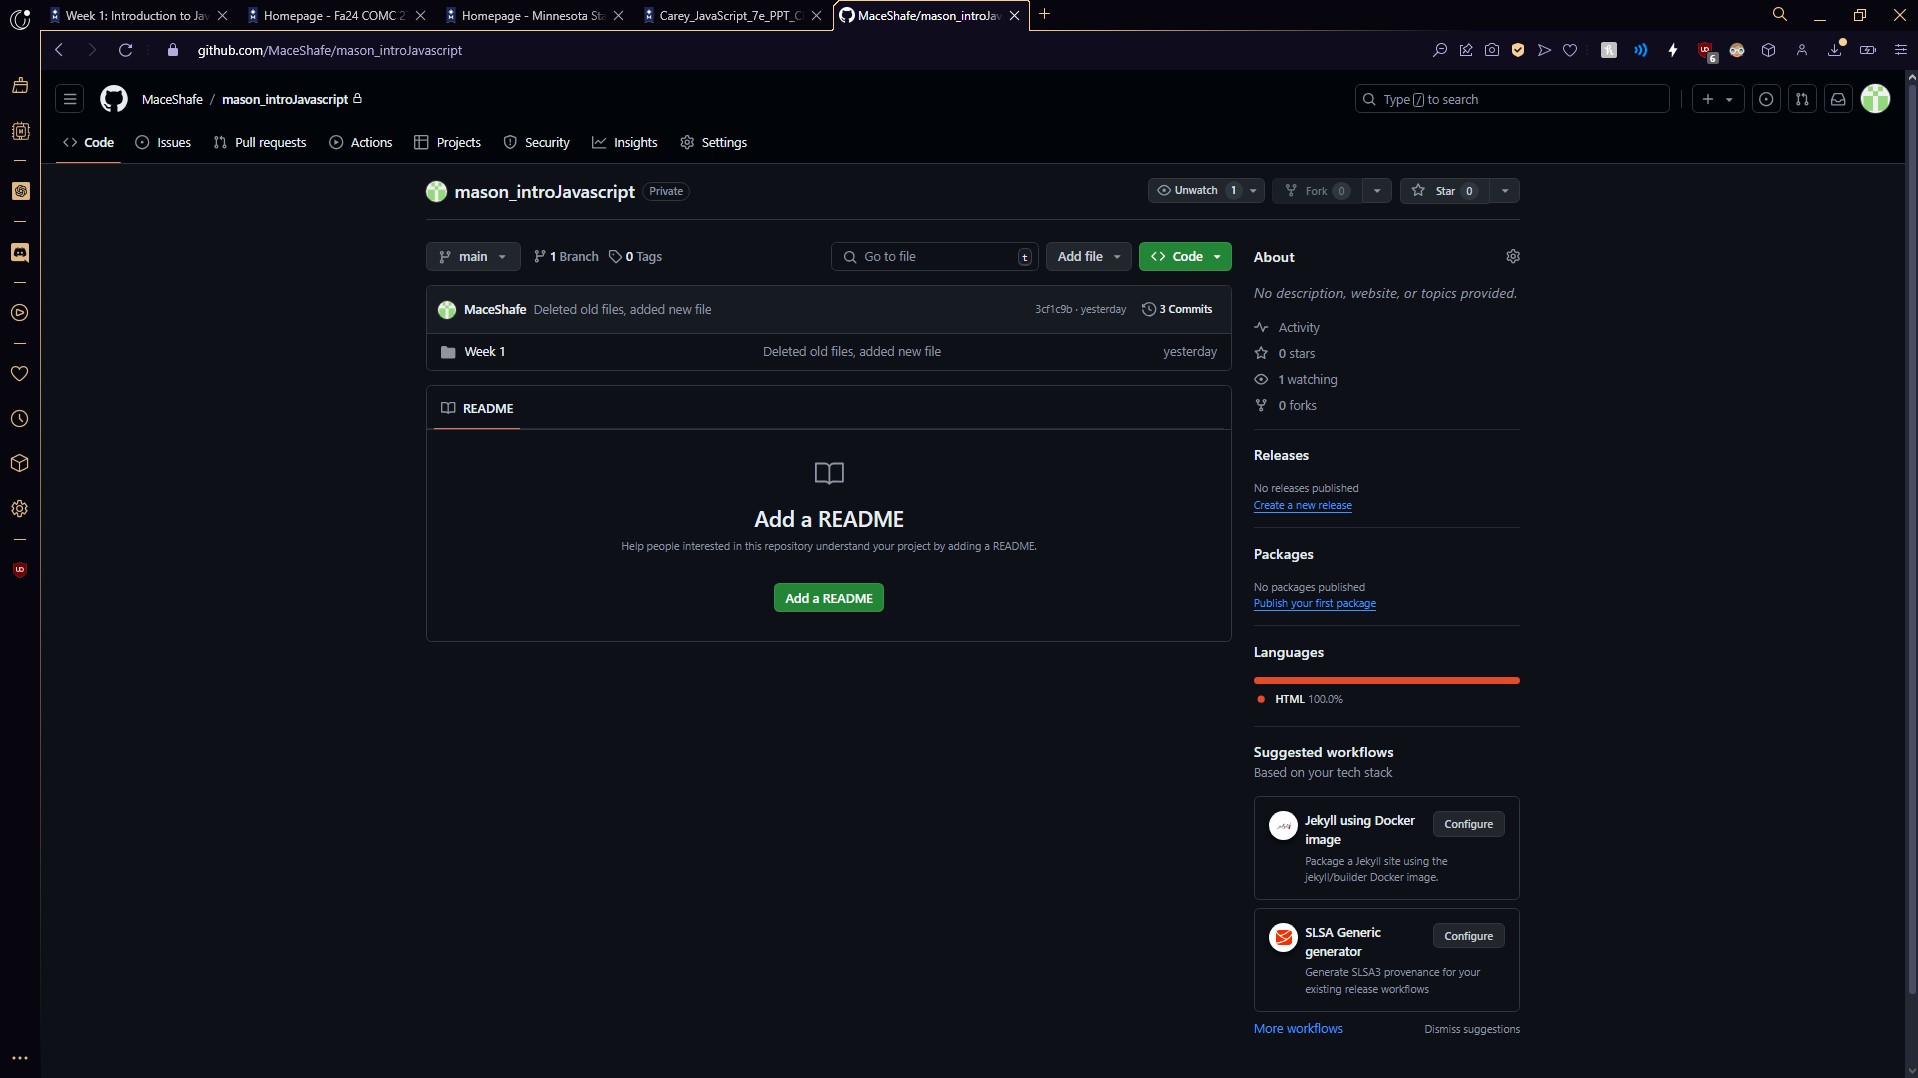 Week 1: Introduction to Jav
Homepage - Fa24 COMC 2
Homepage - Minnesota Sta
Carey_JavaScript_7e_PPT_C
MaceShafe/mason_introJav
github.com/MaceShafe/mason_introJavascript
6
MaceShafe / mason_introJavascript
Type / to search
Code
Issues
Pull requests
Actions
Projects
Security
Insights
Settings
mason_introJavascript Private
Unwatch 1
Fork 0
Star 0
main
1 Branch
0 Tags
Go to file t
Add file
Code
MaceShafe Deleted old files, added new file
3cf1c9b · yesterday
3 Commits
Week 1
Deleted old files, added new file
yesterday
README
Add a README
Help people interested in this repository understand your project by adding a README.
Add a README
About
No description, website, or topics provided.
Activity
0 stars
1 watching
0 forks
Releases
No releases published
Create a new release
Packages
No packages published
Publish your first package
Languages
HTML 100.0%
Suggested workflows
Based on your tech stack
Jekyll using Docker
image
Configure
Package a Jekyll site using the
jekyll/builder Docker image.
SLSA Generic
generator
Configure
Generate SLSA3 provenance for your
existing release workflows
More workflows
Dismiss suggestions